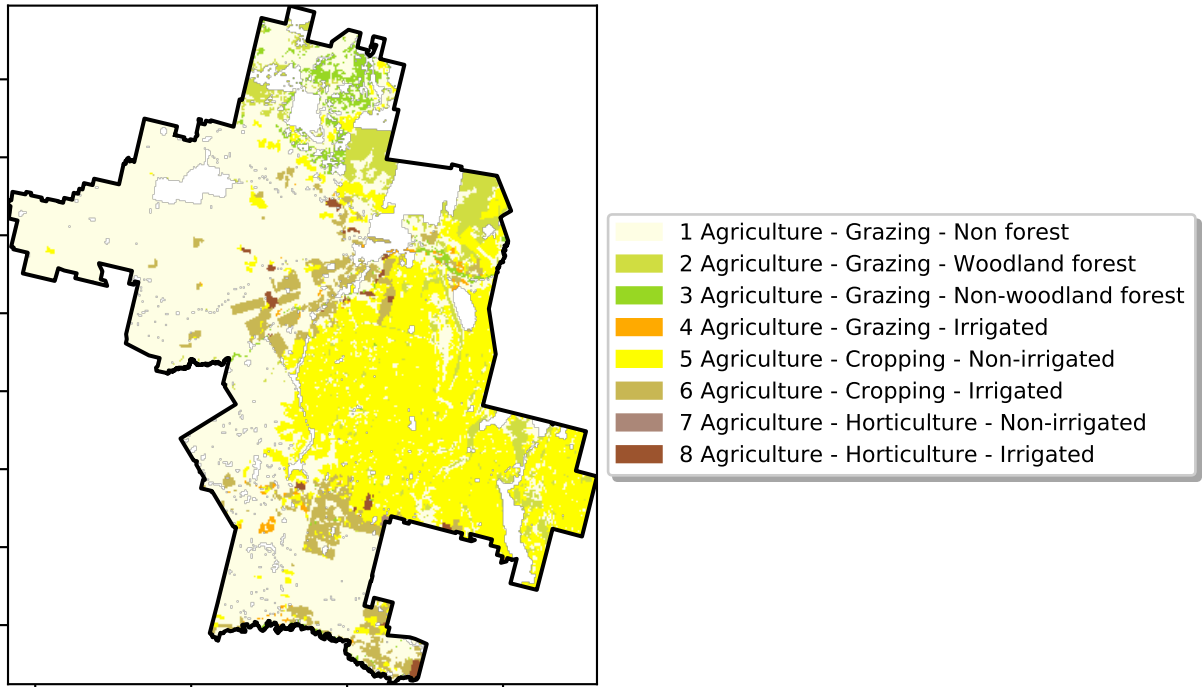 1 Agriculture - Grazing - Non forest
2 Agriculture - Grazing - Woodland forest
3 Agriculture - Grazing - Non-woodland forest
4 Agriculture - Grazing - Irrigated
5 Agriculture - Cropping - Non-irrigated
6 Agriculture - Cropping - Irrigated
7 Agriculture - Horticulture - Non-irrigated
8 Agriculture - Horticulture - Irrigated